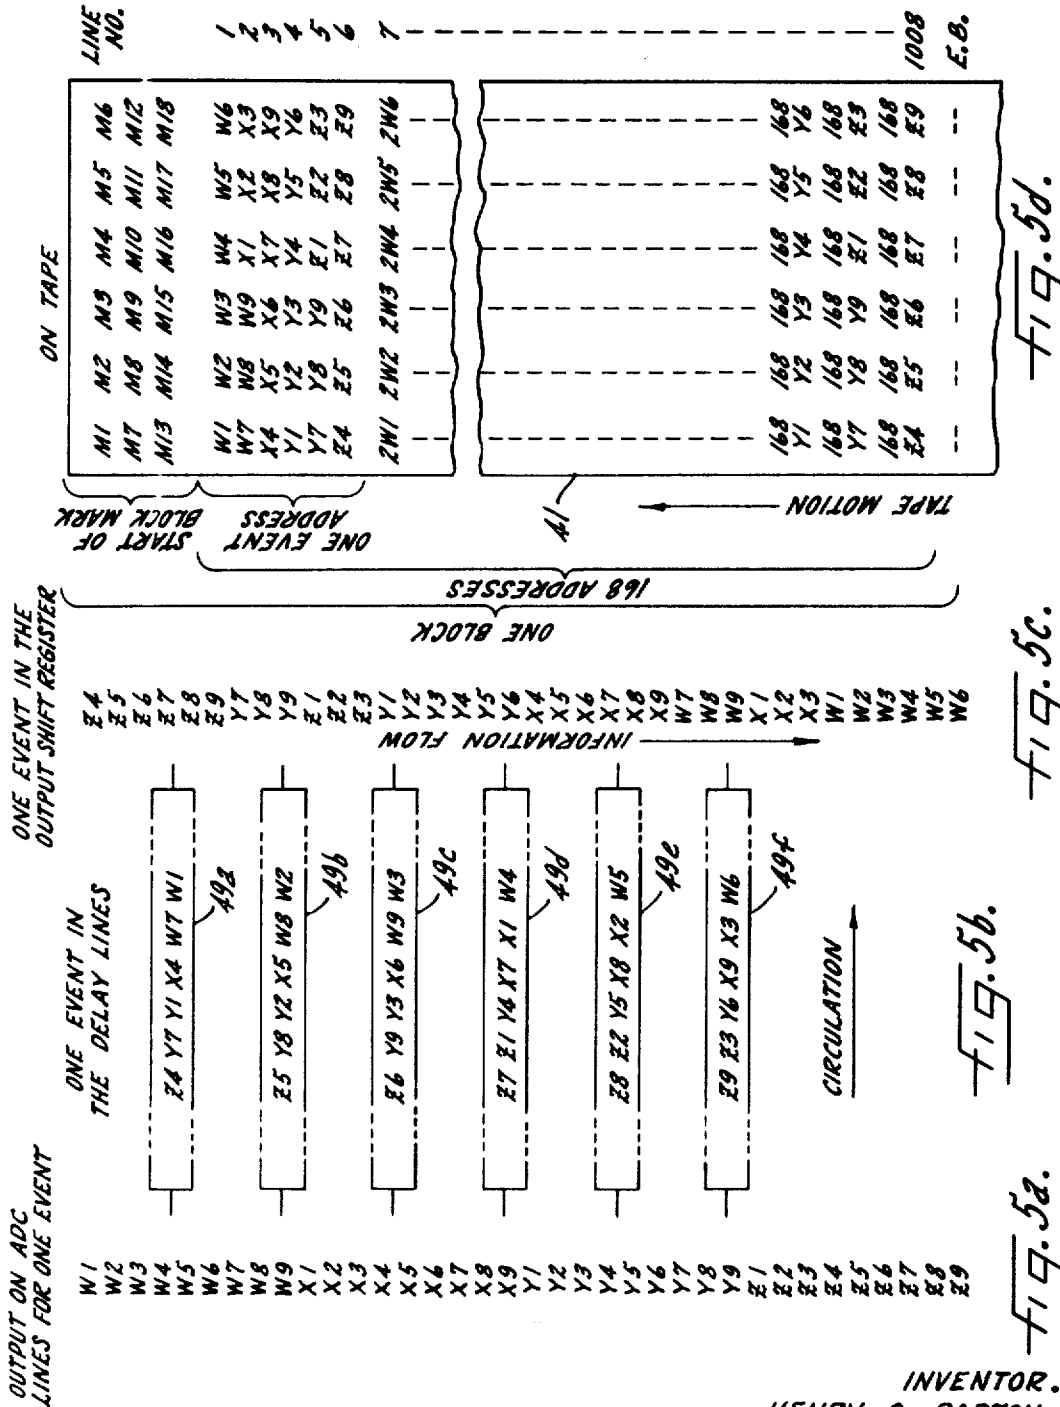 OUTPUT ON ADC
LINES FOR ONE EVENT
W1
W2
W3
W4
W5
W6
W7
W8
W9
X1
X2
X3
X4
X5
X6
X7
X8
X9
Y1
Y2
Y3
Y4
Y5
Y6
Y7
Y8
Y9
Z1
Z2
Z3
Z4
Z5
Z6
Z7
Z8
Z9
Fig. 5a.
ONE EVENT IN
THE DELAY LINES
Z4 Y7 Y1 X4 W7 W1
49a
Z5 Y8 Y2 X5 W8 W2
49b
Z6 Y9 Y3 X6 W9 W3
49c
Z7 Z1 Y4 X7 X1 W4
49d
Z8 Z2 Y5 X8 X2 W5
49e
Z9 Z3 Y6 X9 X3 W6
49f
CIRCULATION
Fig. 5b.
ONE EVENT IN THE
OUTPUT SHIFT REGISTER
Z4
Z5
Z6
Z7
Z8
Z9
Y7
Y8
Y9
Z1
Z2
Z3
Y1
Y2
Y3
Y4
Y5
Y6
X4
X5
X6
X7
X8
X9
W7
W8
W9
X1
X2
X3
W1
W2
W3
W4
W5
W6
INFORMATION FLOW
Fig. 5c.
ON TAPE
LINE
NO.
M1 M2 M3 M4 M5 M6
M7 M8 M9 M10 M11 M12
M13 M14 M15 M16 M17 M18
W1 W2 W3 W4 W5 W6 1
W7 W8 W9 X1 X2 X3 2
X4 X5 X6 X7 X8 X9 3
Y1 Y2 Y3 Y4 Y5 Y6 4
Y7 Y8 Y9 Z1 Z2 Z3 5
Z4 Z5 Z6 Z7 Z8 Z9 6
2W1 2W2 2W3 2W4 2W5 2W6 7
168 168 168 168 168 168
Y1 Y2 Y3 Y4 Y5 Y6
168 168 168 168 168 168
Y7 Y8 Y9 Z1 Z2 Z3
168 168 168 168 168 168
Z4 Z5 Z6 Z7 Z8 Z9 1008
-- -- -- -- -- -- E.B.
START OF
BLOCK MARK
ONE EVENT
ADDRESS
41
TAPE MOTION
168 ADDRESSES
ONE BLOCK
Fig. 5d.
INVENTOR.